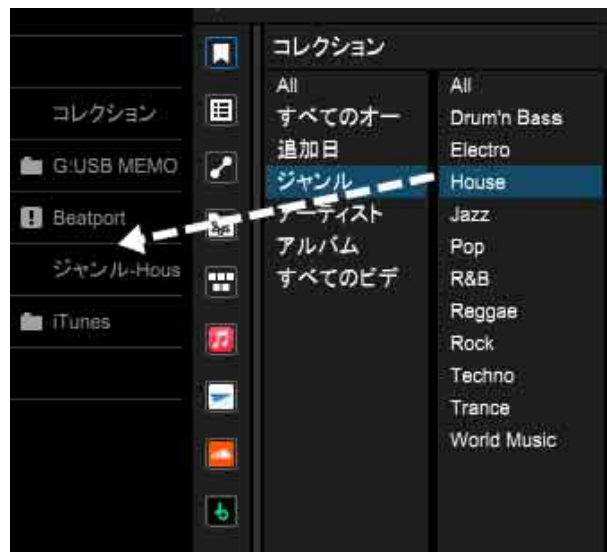 コレクション
G:USB MEMO
Beatport
ジャンル-Hous
iTunes
コレクション
All
すべてのオー
追加日
ジャンル
アーティスト
アルバム
すべてのビデ
All
Drum'n Bass
Electro
House
Jazz
Pop
R&B
Reggae
Rock
Techno
Trance
World Music